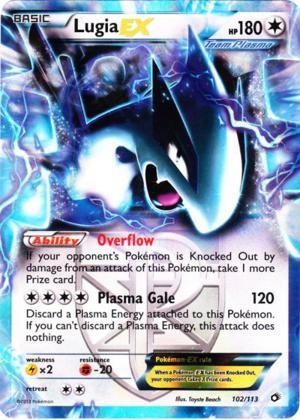 BASIC
Lugia EX HP180
Team Plasma
Ability Overflow
If your opponent's Pokémon is Knocked Out by
damage from an attack of this Pokémon, take 1 more
Prize card.
Plasma Gale 120
Discard a Plasma Energy attached to this Pokémon.
If you can't discard a Plasma Energy, this attack
does nothing.
weakness resistance
×2 -20
Pokémon-EX rule
When a Pokémon-EX has been Knocked Out, your
opponent takes 2 Prize cards.
retreat
©2013 Pokémon
Illus. Toyste Beach 102/113